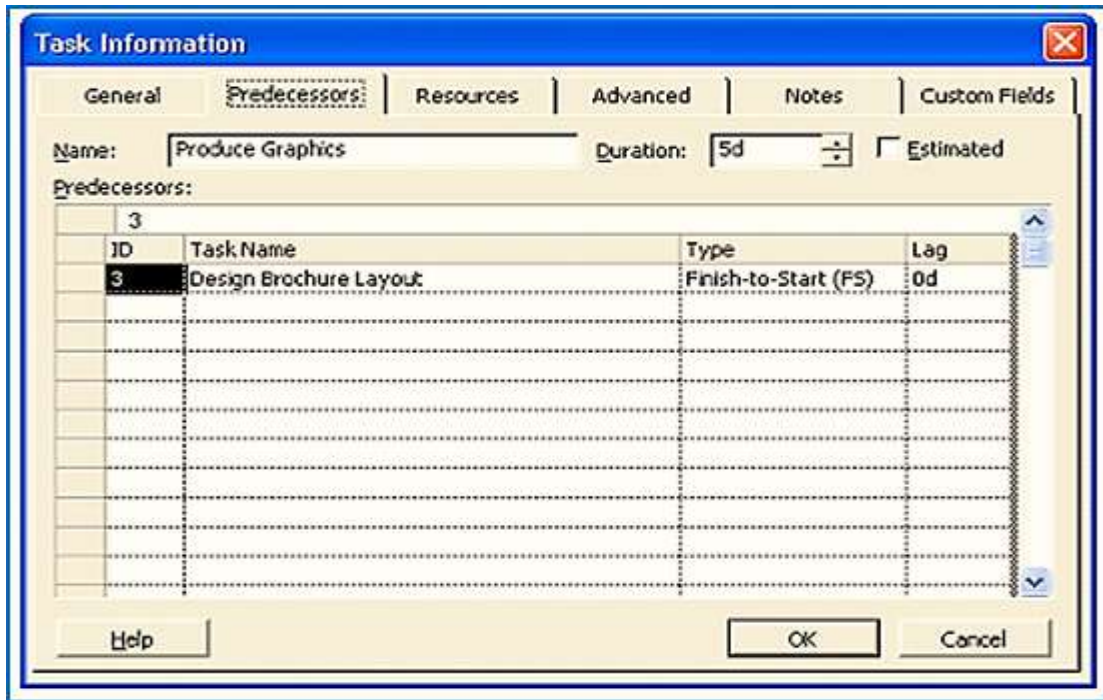 Task Information
General Predecessors Resources Advanced Notes Custom Fields
Name: Produce Graphics Duration: 5d Estimated
Predecessors:
3
ID Task Name Type Lag
3 Design Brochure Layout Finish-to-Start (FS) 0d
Help OK Cancel